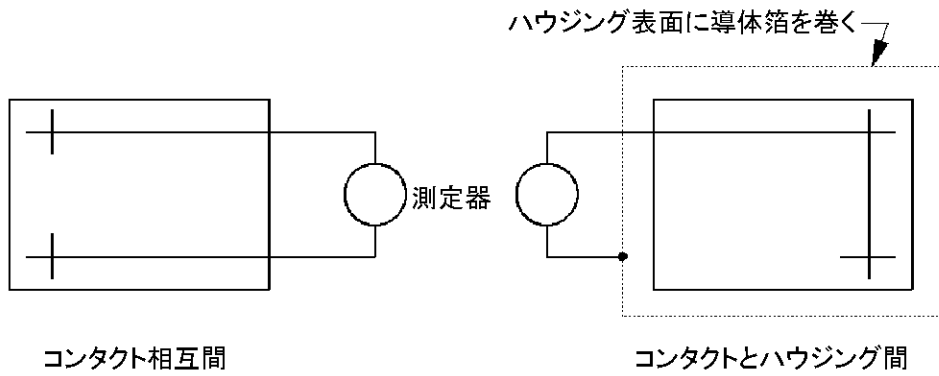 ハウジング表面に導体箔を巻く
測定器
コンタクト相互間
コンタクトとハウジング間